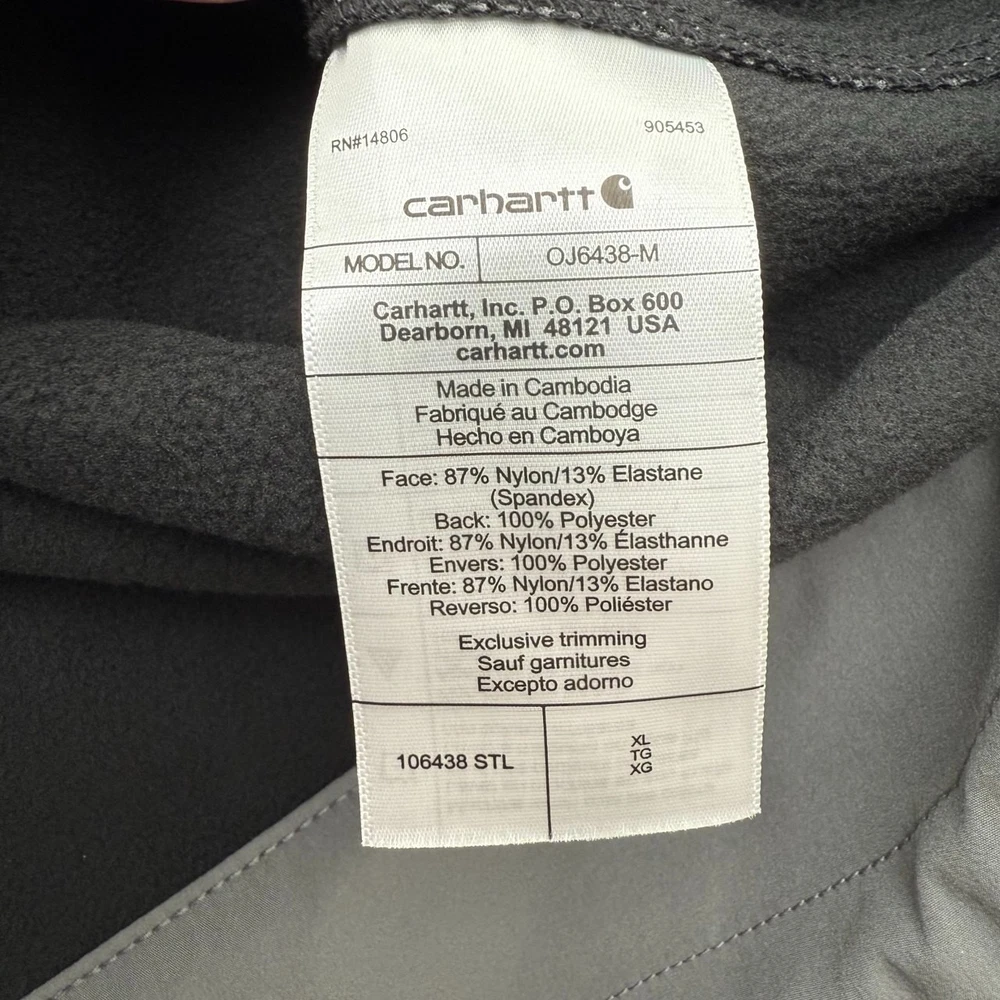 RN#14806 905453
carhartt
MODEL NO. OJ6438-M
Carhartt, Inc. P.O. Box 600
Dearborn, MI 48121 USA
carhartt.com
Made in Cambodia
Fabriqué au Cambodge
Hecho en Camboya
Face: 87% Nylon/13% Elastane
(Spandex)
Back: 100% Polyester
Endroit: 87% Nylon/13% Élasthanne
Envers: 100% Polyester
Frente: 87% Nylon/13% Elastano
Reverso: 100% Poliéster
Exclusive trimming
Sauf garnitures
Excepto adorno
106438 STL
XL
TG
XG